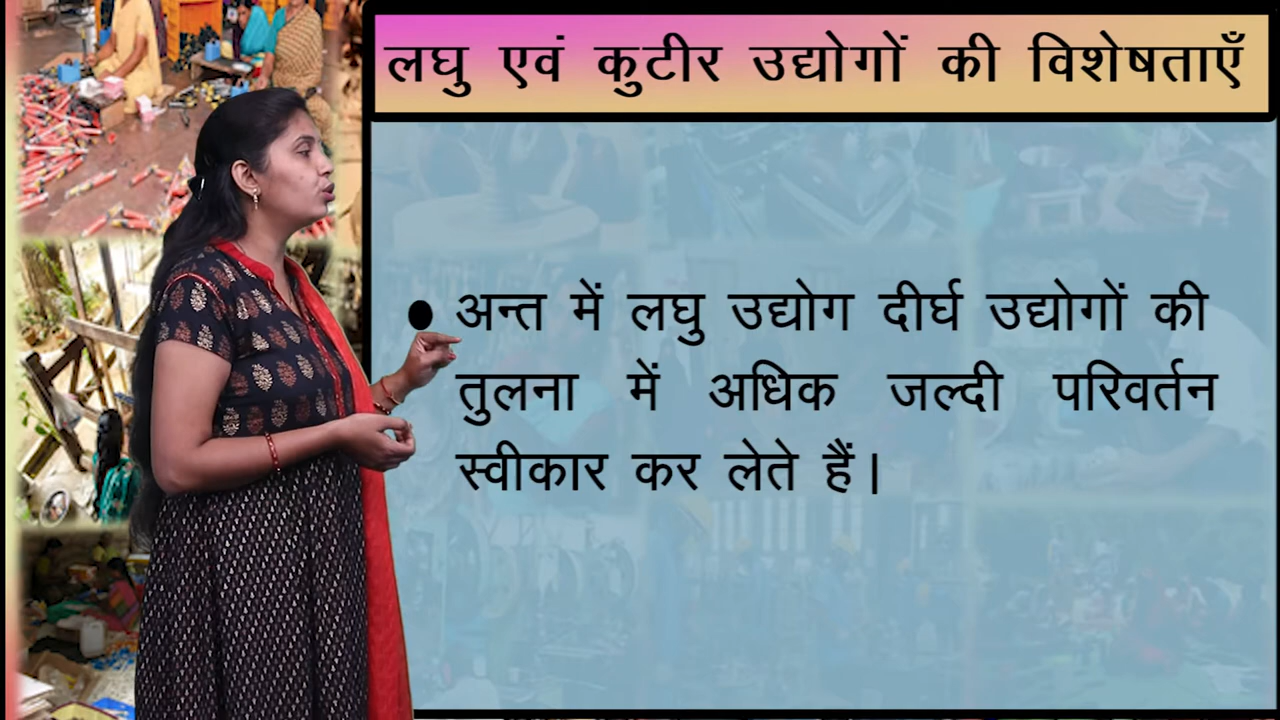 लघु एवं कुटीर उद्योगों की विशेषताएँ
• अन्त में लघु उद्योग दीर्घ उद्योगों की
तुलना में अधिक जल्दी परिवर्तन
स्वीकार कर लेते हैं।